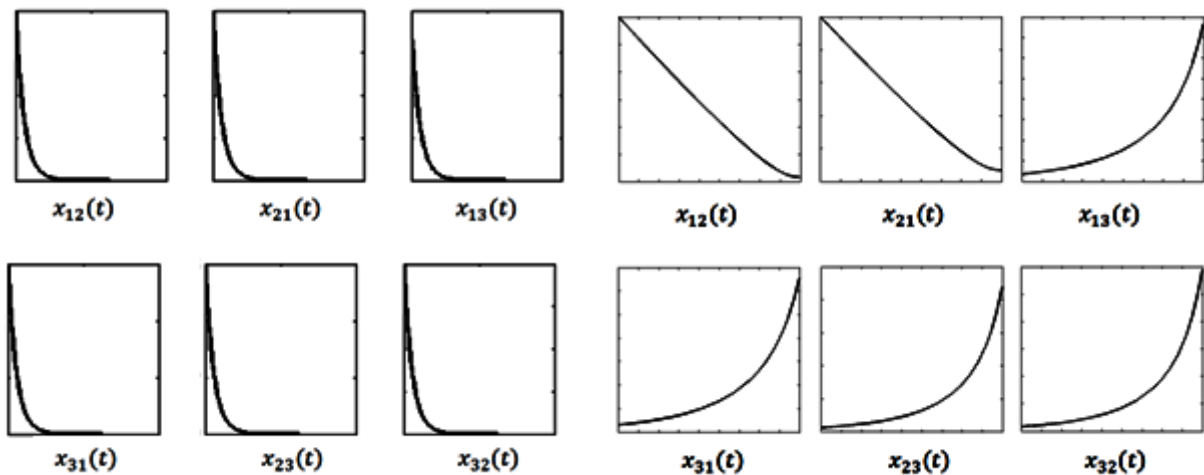 x₁₂(t) x₂₁(t) x₁₃(t) x₁₂(t) x₂₁(t) x₁₃(t)
x₃₁(t) x₂₃(t) x₃₂(t) x₃₁(t) x₂₃(t) x₃₂(t)